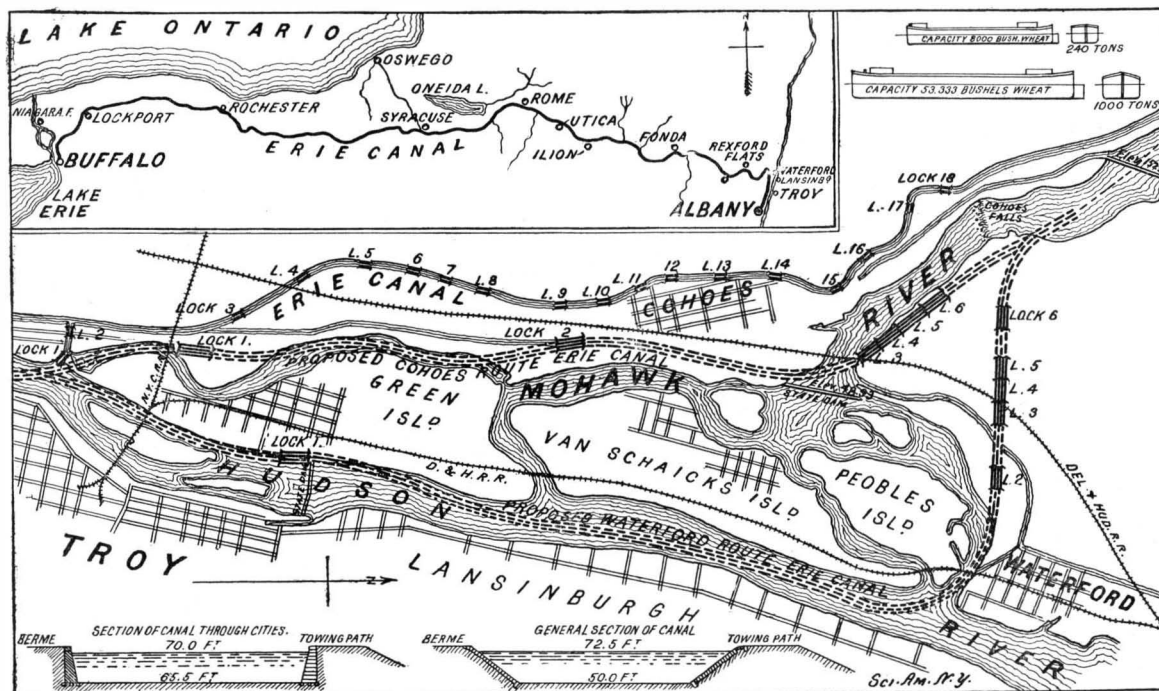 LAKE ONTARIO
OSWEGO
ONEIDA L.
ROME
NIAGARA F.
LOCKPORT
ROCHESTER
SYRACUSE
UTICA
ILION
FONDA
REXFORD
FLATS
WATERFORD
LANSINGB
TROY
BUFFALO
ERIE CANAL
LAKE
ERIE
ALBANY
CAPACITY 8000 BUSH. WHEAT
240 TONS
CAPACITY 33.333 BUSHELS WHEAT
1000 TONS
LOCK 18
L.-17
COHOES
FALLS
L.16
15
L.14
L.13
12
L.11
L.10
L.9
L.8
7
6
L.5
L.4
LOCK 3
L. 2
LOCK 1
ERIE CANAL
COHOES
RIVER
L.6
L.5
L.4
L.3
LOCK 6
L.5
L.4
L.3
L2
LOCK 1.
LOCK 2
PROPOSED COHOES ROUTE ERIE CANAL
MOHAWK
STATE DAM
GREEN
ISLD.
N.Y.C.R.R.
VAN SCHAICKS ISLD.
PEOBLES
ISLD.
LOCK 1.
D. & H.R.R.
DEL. & HUD. R.R.
HUDSON
PROPOSED WATERFORD ROUTE ERIE CANAL
WATERFORD
RIVER
TROY
N
LANSINBURGH
SECTION OF CANAL THROUGH CITIES.
BERME
70.0 FT
TOWING PATH
65.5 FT
GENERAL SECTION OF CANAL
BERME
72.5 FT
TOWING PATH
50.0 FT
SCI. AM. N.Y.